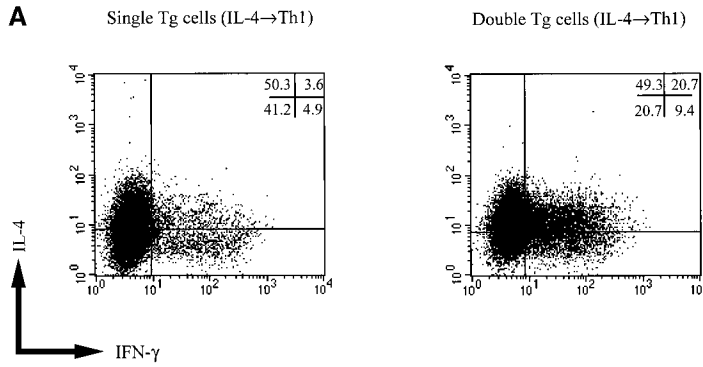 A
Single Tg cells (IL-4→Th1)
Double Tg cells (IL-4→Th1)
10^4
50.3 3.6
41.2 4.9
10^3
10^2
10^1
10^0
10^0 10^1 10^2 10^3 10^4
10^4
49.3 20.7
20.7 9.4
10^3
10^2
10^1
10^0
10^0 10^1 10^2 10^3 10^4
IL-4
IFN-γ